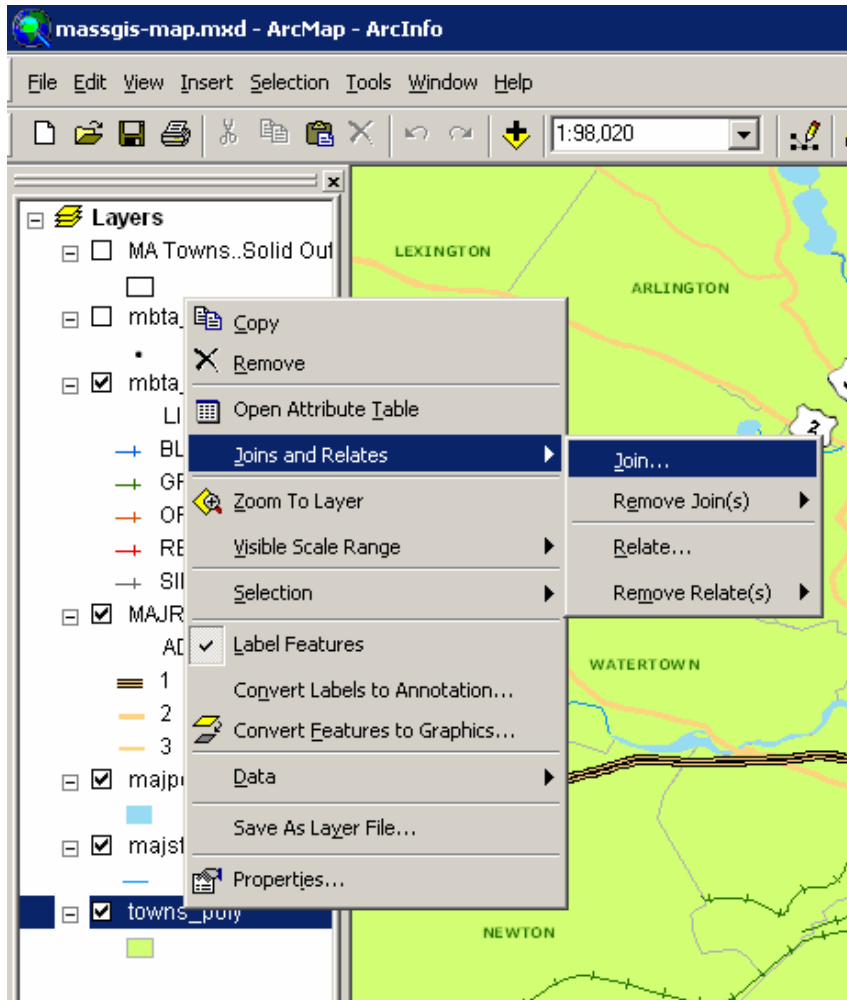 massgis-map.mxd - ArcMap - ArcInfo
File Edit View Insert Selection Tools Window Help
1:98,020
Layers
MA Towns..Solid Out
mbta_
mbta_
LI
BL
GR
OR
RE
SIL
MAJR
AD
1
2
3
majp
majst
towns_poly
Copy
Remove
Open Attribute Table
Joins and Relates
Zoom To Layer
Visible Scale Range
Selection
Label Features
Convert Labels to Annotation...
Convert Features to Graphics...
Data
Save As Layer File...
Properties...
Join...
Remove Join(s)
Relate...
Remove Relate(s)
LEXINGTON
ARLINGTON
2
WATERTOWN
NEWTON